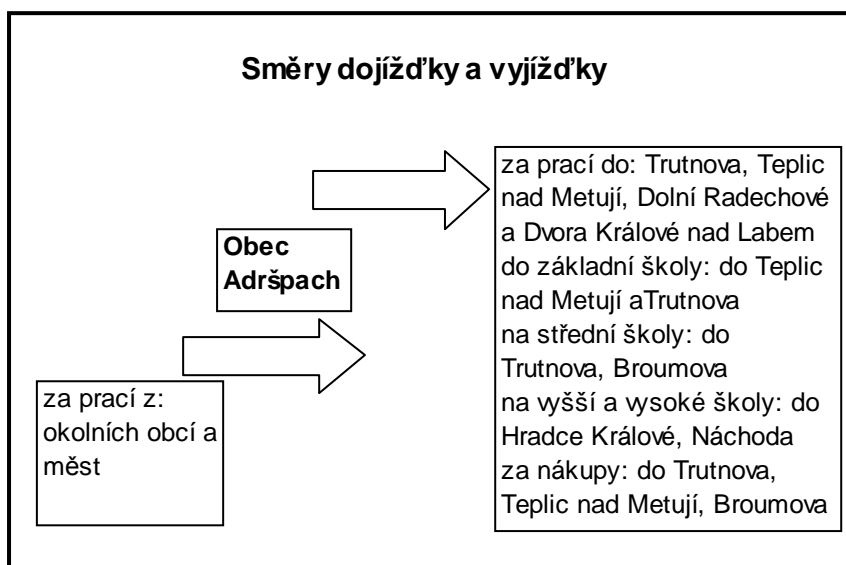 Směry dojížďky a vyjížďky
Obec
Adršpach
za prací z:
okolních obcí a
měst
za prací do: Trutnova, Teplic
nad Metují, Dolní Radechové
a Dvora Králové nad Labem
do základní školy: do Teplic
nad Metují aTrutnova
na střední školy: do
Trutnova, Broumova
na vyšší a vysoké školy: do
Hradce Králové, Náchoda
za nákupy: do Trutnova,
Teplic nad Metují, Broumova